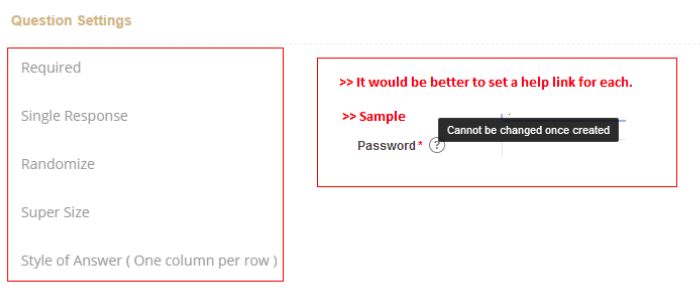 Question Settings
Required
Single Response
Randomize
Super Size
Style of Answer ( One column per row )
>> It would be better to set a help link for each.
>> Sample
Cannot be changed once created
Password * ?